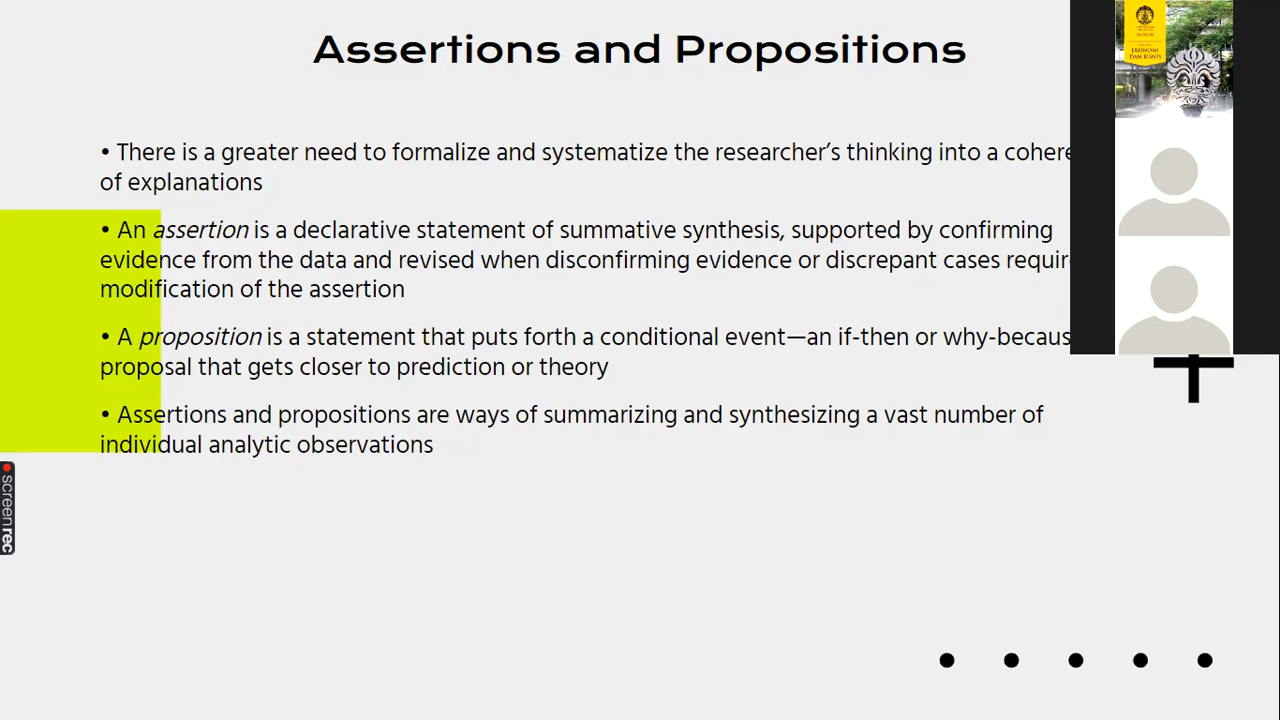 Assertions and Propositions
• There is a greater need to formalize and systematize the researcher’s thinking into a
of explanations
• An assertion is a declarative statement of summative synthesis, supported by confirming
evidence from the data and revised when disconfirming evidence or discrepant cases
modification of the assertion
• A proposition is a statement that puts forth a conditional event—an if-then or
proposal that gets closer to prediction or theory
• Assertions and propositions are ways of summarizing and synthesizing a vast number of
individual analytic observations
EKONOMI
DAN BISNIS
screenrec